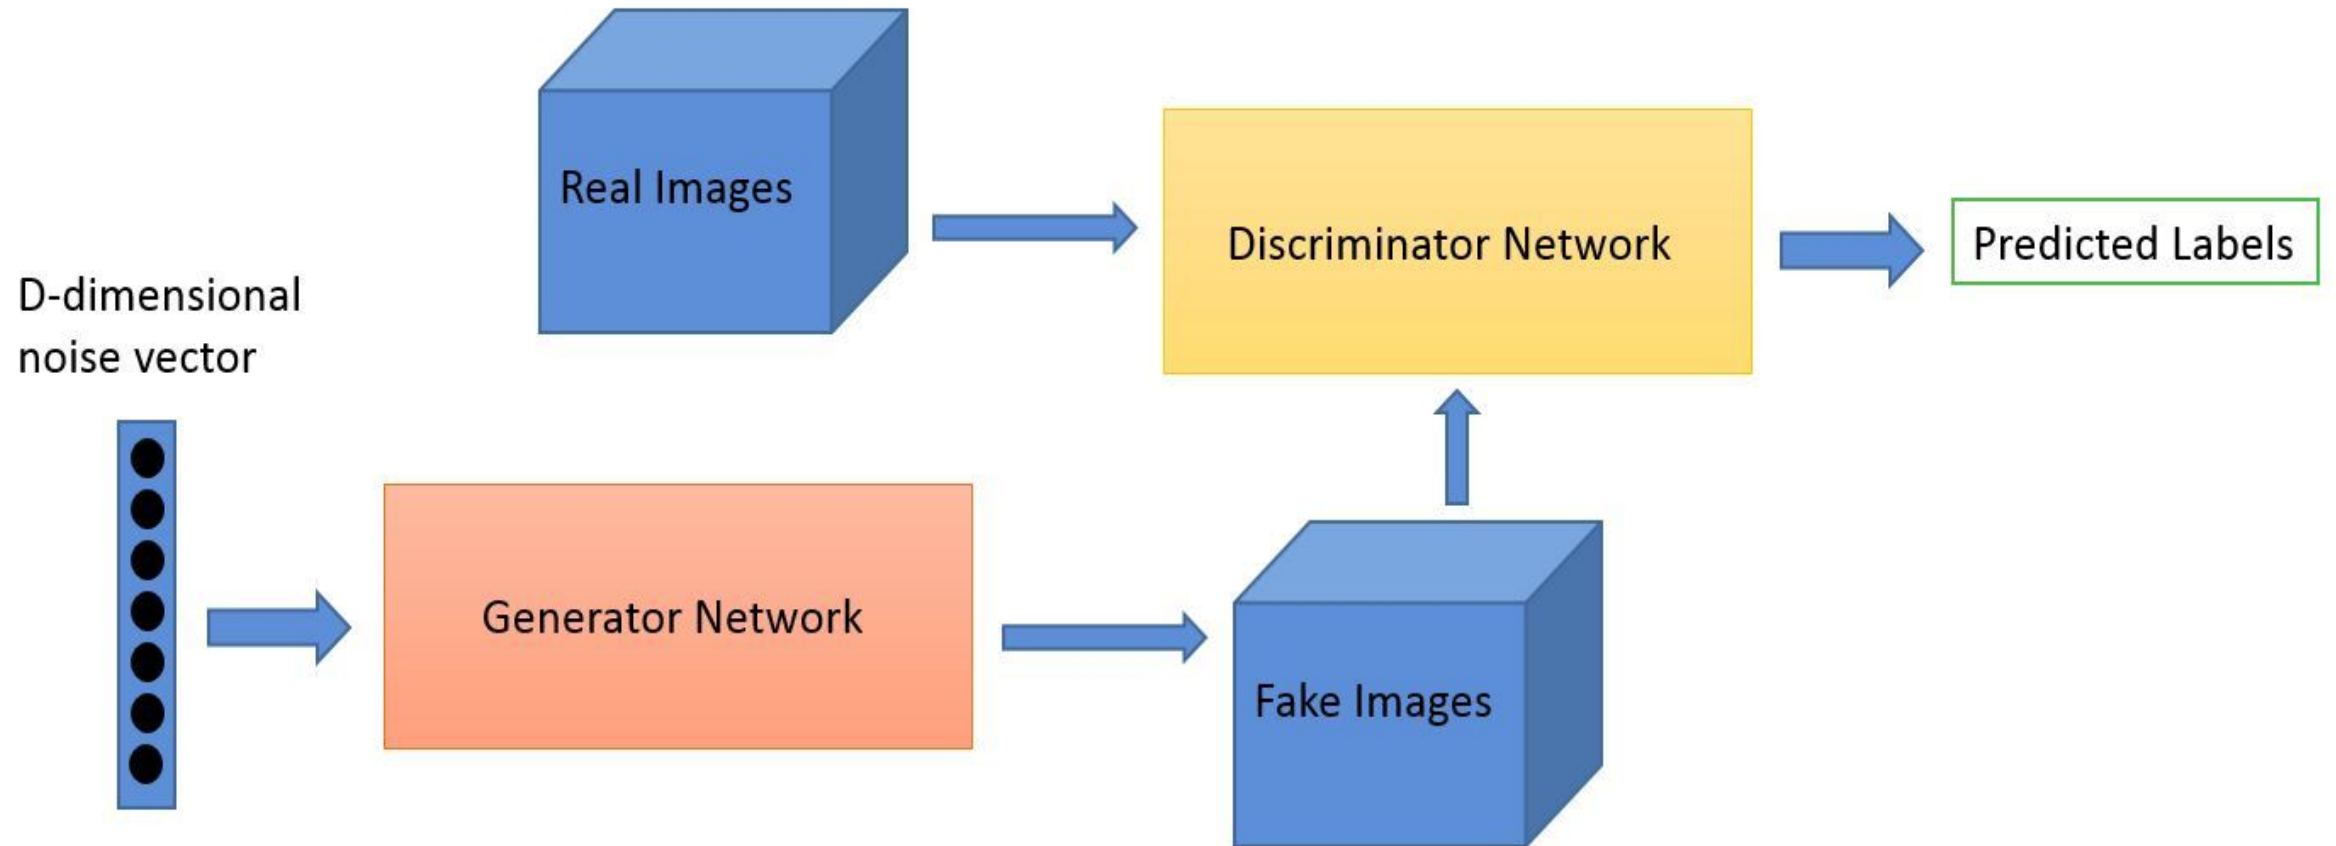 Real Images
Discriminator Network
Predicted Labels
D-dimensional
noise vector
Generator Network
Fake Images